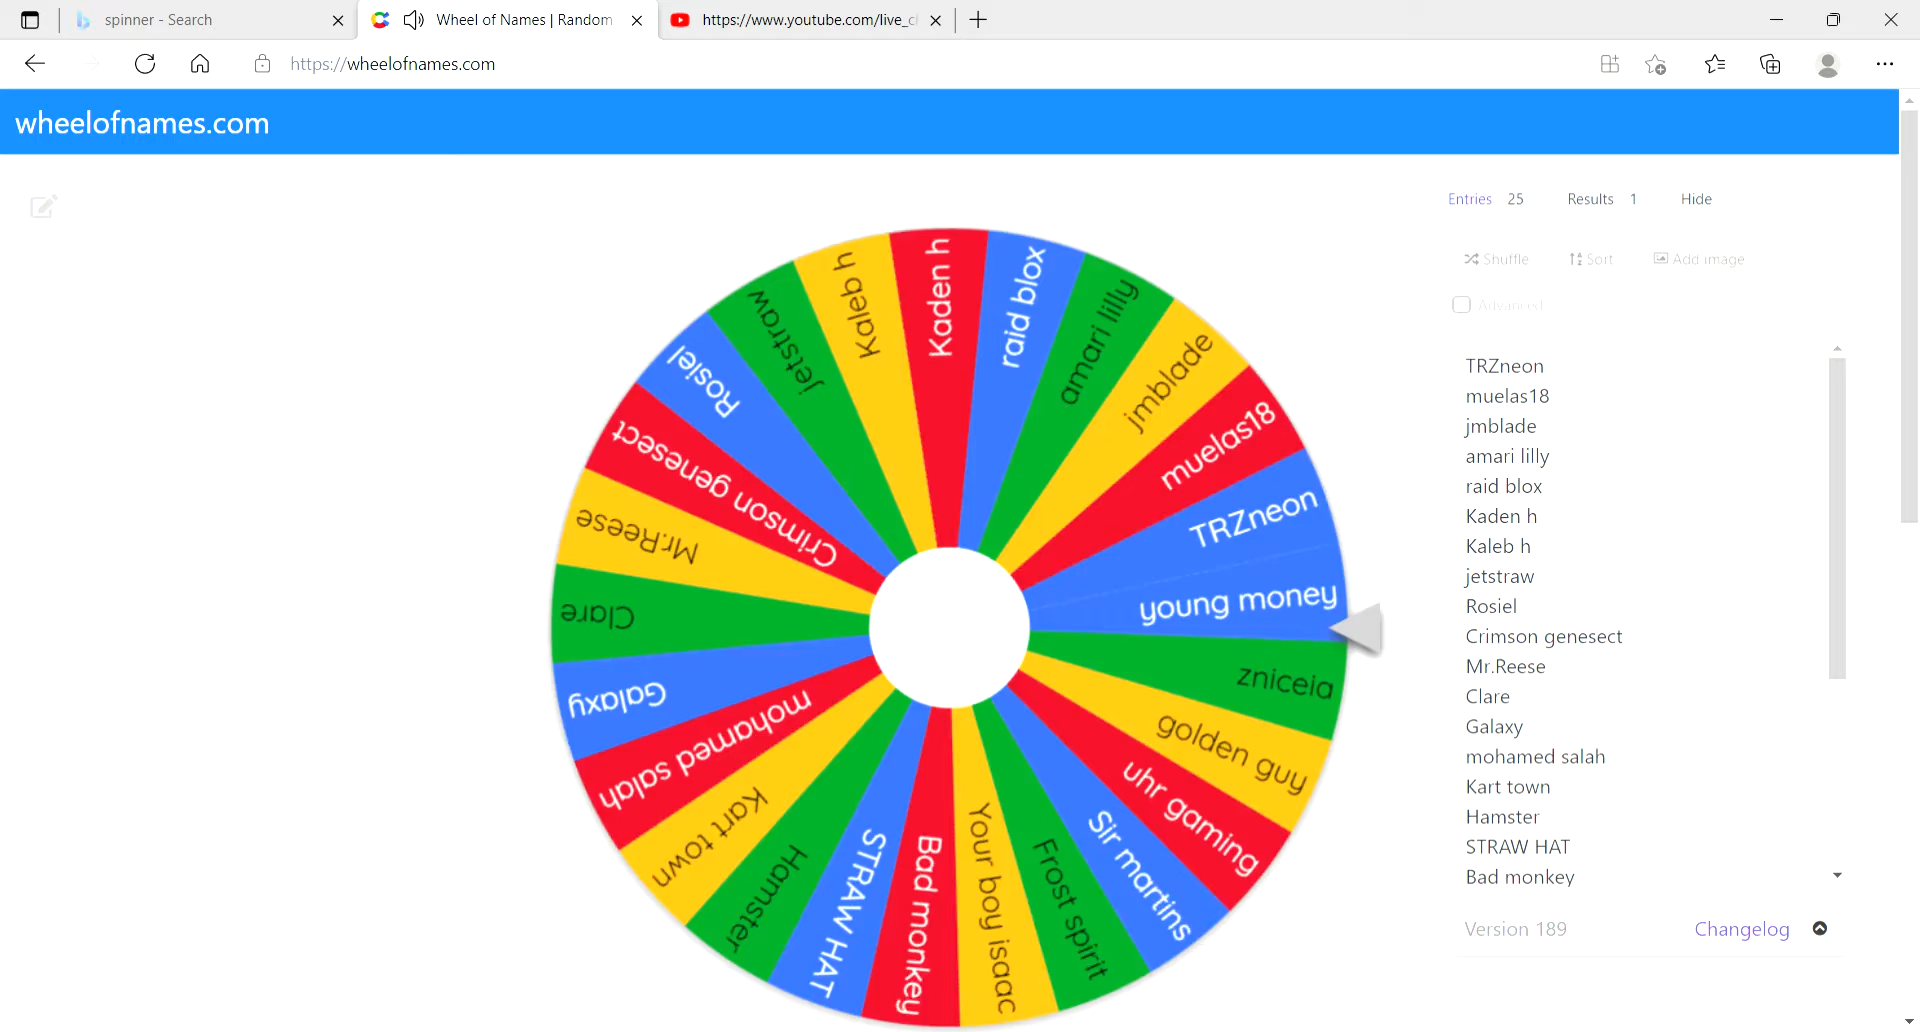 spinner - Search
Wheel of Names | Random
https://www.youtube.com/live_c
https://wheelofnames.com
wheelofnames.com
Entries 25 Results 1 Hide
Shuffle Sort Add image
Advanced
TRZneon
muelas18
jmblade
amari lilly
raid blox
Kaden h
Kaleb h
jetstraw
Rosiel
Crimson genesect
Mr.Reese
Clare
Galaxy
mohamed salah
Kart town
Hamster
STRAW HAT
Bad monkey
Version 189 Changelog
Kaden h
raid blox
amari lilly
jmblade
muelas18
TRZneon
young money
zniceia
golden guy
uhr gaming
Sir martins
Frost spirit
Your boy isaac
Bad monkey
STRAW HAT
Hamster
Kart town
mohamed salah
Galaxy
Clare
Mr.Reese
Crimson genesect
Rosiel
jetstraw
Kaleb h